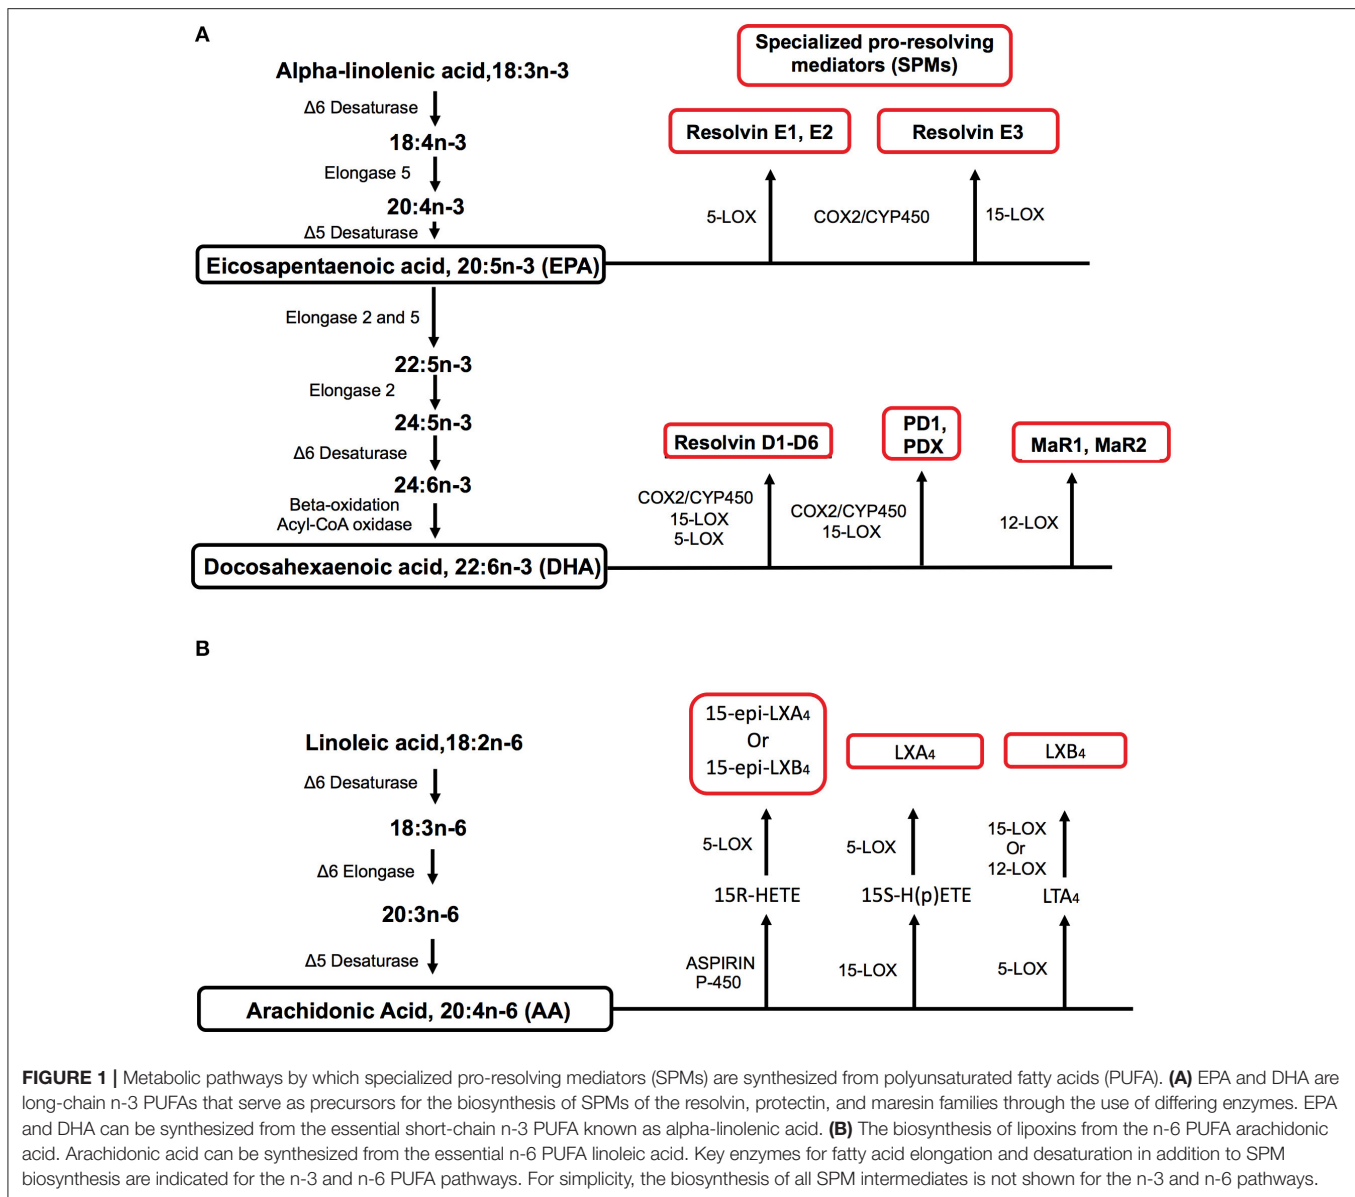 A
Alpha-linolenic acid,18:3n-3
Δ6 Desaturase
18:4n-3
Elongase 5
20:4n-3
Δ5 Desaturase
Eicosapentaenoic acid, 20:5n-3 (EPA)
Elongase 2 and 5
22:5n-3
Elongase 2
24:5n-3
Δ6 Desaturase
24:6n-3
Beta-oxidation
Acyl-CoA oxidase
Docosahexaenoic acid, 22:6n-3 (DHA)
Specialized pro-resolving
mediators (SPMs)
Resolvin E1, E2
Resolvin E3
5-LOX
COX2/CYP450
15-LOX
Resolvin D1-D6
PD1,
PDX
MaR1, MaR2
COX2/CYP450
15-LOX
5-LOX
COX2/CYP450
15-LOX
12-LOX
B
Linoleic acid,18:2n-6
Δ6 Desaturase
18:3n-6
Δ6 Elongase
20:3n-6
Δ5 Desaturase
Arachidonic Acid, 20:4n-6 (AA)
15-epi-LXA4
Or
15-epi-LXB4
LXA4
LXB4
5-LOX
5-LOX
15-LOX
Or
12-LOX
15R-HETE
15S-H(p)ETE
LTA4
ASPIRIN
P-450
15-LOX
5-LOX
FIGURE 1 | Metabolic pathways by which specialized pro-resolving mediators (SPMs) are synthesized from polyunsaturated fatty acids (PUFA). (A) EPA and DHA are
long-chain n-3 PUFAs that serve as precursors for the biosynthesis of SPMs of the resolvin, protectin, and maresin families through the use of differing enzymes. EPA
and DHA can be synthesized from the essential short-chain n-3 PUFA known as alpha-linolenic acid. (B) The biosynthesis of lipoxins from the n-6 PUFA arachidonic
acid. Arachidonic acid can be synthesized from the essential n-6 PUFA linoleic acid. Key enzymes for fatty acid elongation and desaturation in addition to SPM
biosynthesis are indicated for the n-3 and n-6 PUFA pathways. For simplicity, the biosynthesis of all SPM intermediates is not shown for the n-3 and n-6 pathways.